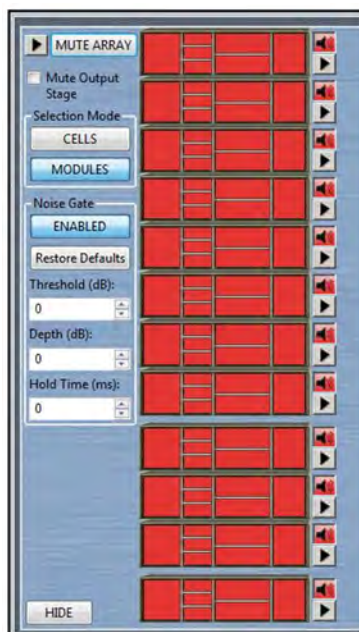 MUTE ARRAY
Mute Output
Stage
Selection Mode
CELLS
MODULES
Noise Gate
ENABLED
Restore Defaults
Threshold (dB):
0
Depth (dB):
0
Hold Time (ms):
0
HIDE